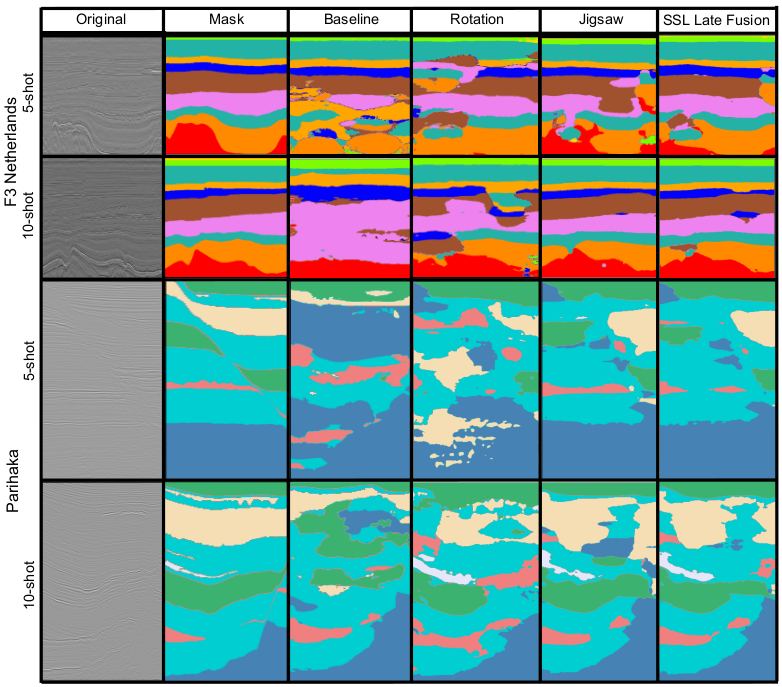 Original Mask Baseline Rotation Jigsaw SSL Late Fusion
F3 Netherlands
5-shot
10-shot
Parihaka
5-shot
10-shot